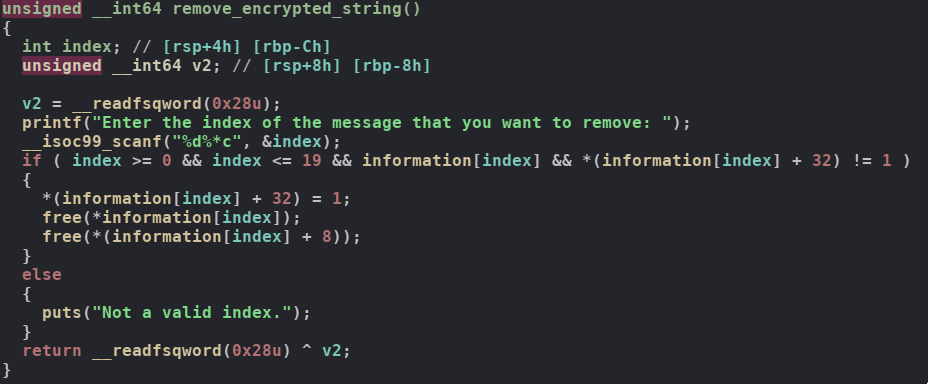 unsigned __int64 remove_encrypted_string()
{
  int index; // [rsp+4h] [rbp-Ch]
  unsigned __int64 v2; // [rsp+8h] [rbp-8h]

  v2 = __readfsqword(0x28u);
  printf("Enter the index of the message that you want to remove: ");
  __isoc99_scanf("%d%*c", &index);
  if ( index >= 0 && index <= 19 && information[index] && *(information[index] + 32) != 1 )
  {
    *(information[index] + 32) = 1;
    free(*information[index]);
    free(*(information[index] + 8));
  }
  else
  {
    puts("Not a valid index.");
  }
  return __readfsqword(0x28u) ^ v2;
}